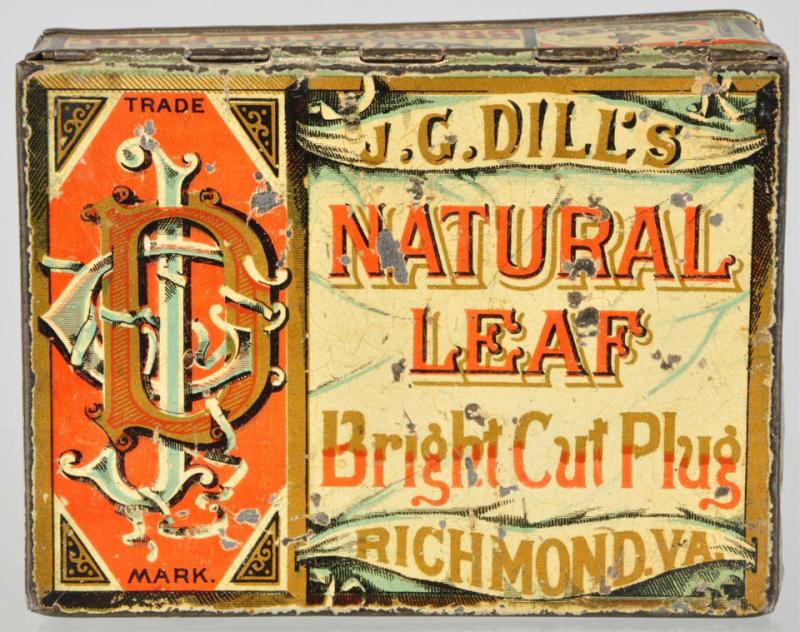 TRADE
MARK.
J.G. DILL'S
NATURAL
LEAF
Bright Cut Plug
RICHMOND, VA.